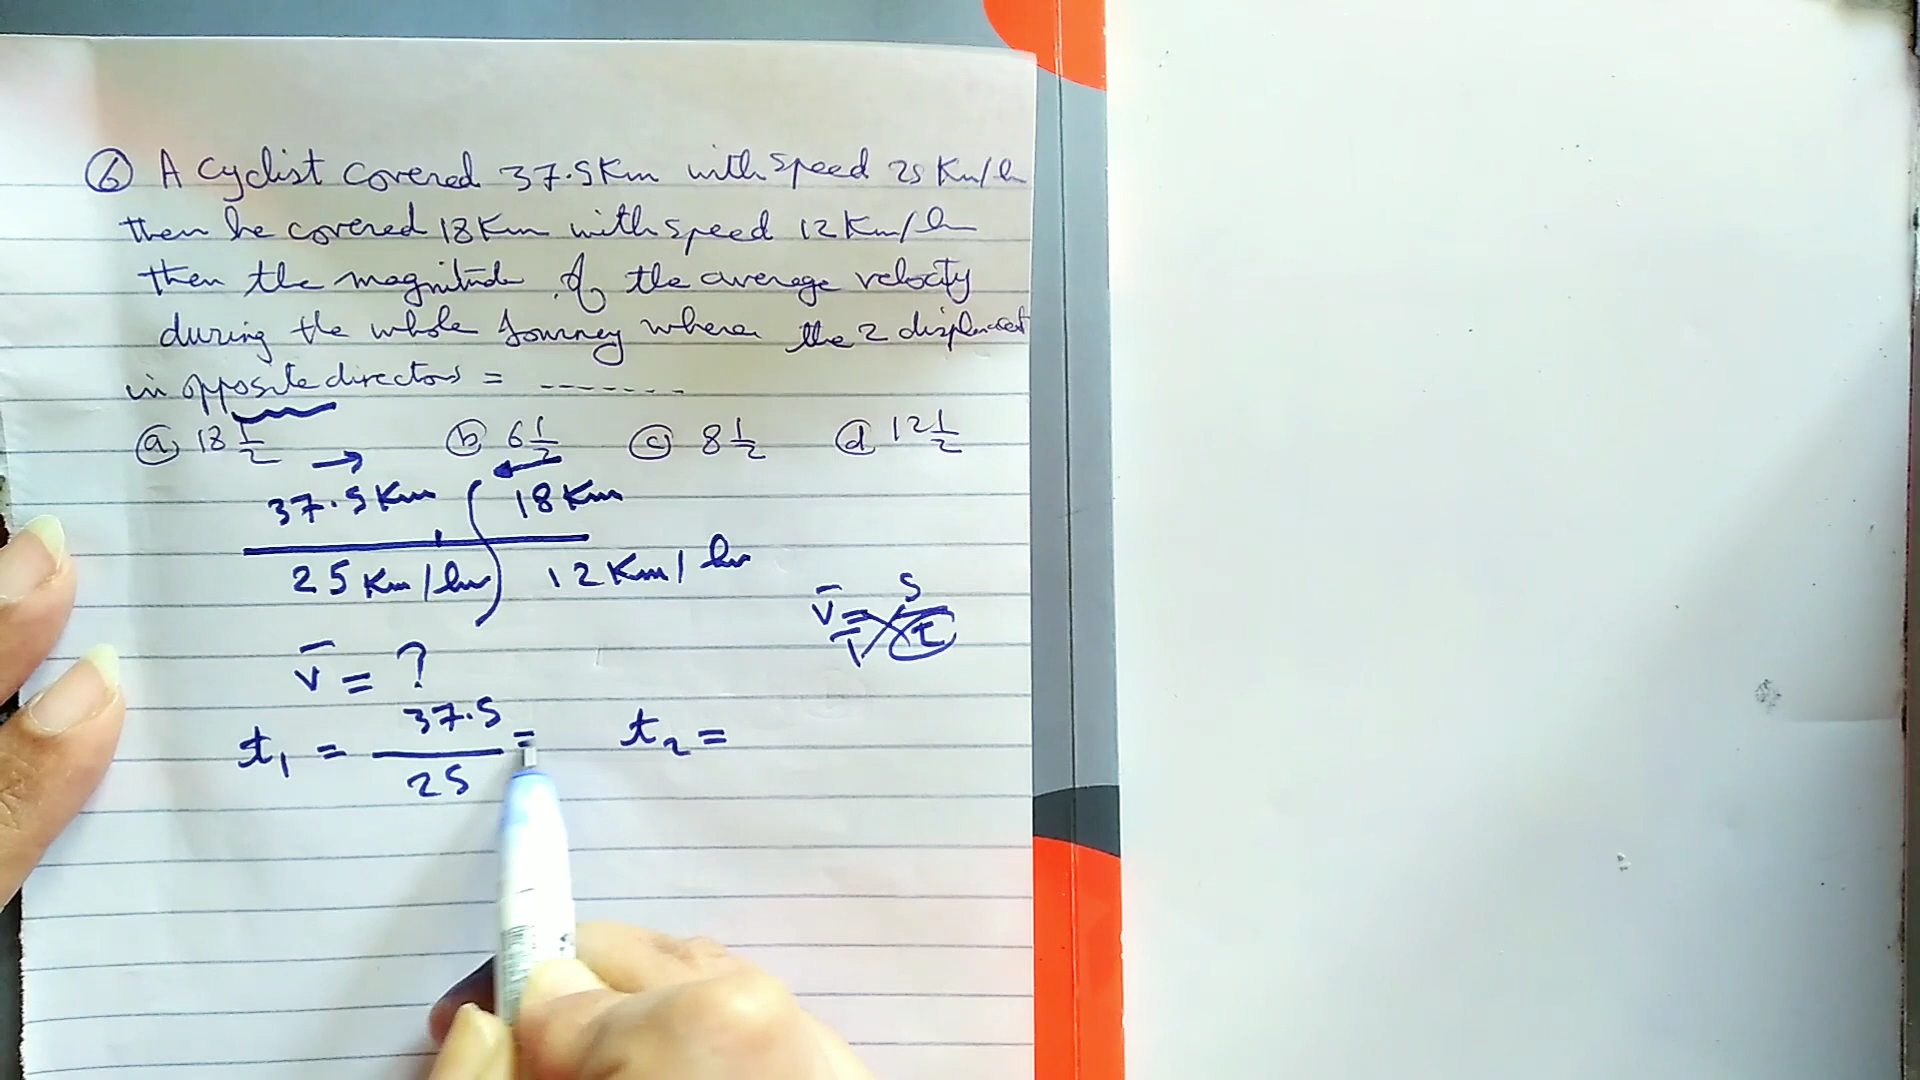 6 A cyclist covered 37.5 Km with speed 25 Km/h
then he covered 18 Km with speed 12 Km/h
then the magnitude of the average velocity
during the whole Journey where the 2 displacement
in opposite directions = -------
a 18 1/2 b 6 1/2 c 8 1/2 d 12 1/2
→ ←
37.5 Km 18 Km
25 Km/hr 12 Km/hr
v̄ = S/t
v̄ = ?
t₁ = 37.5/25 = t₂ =